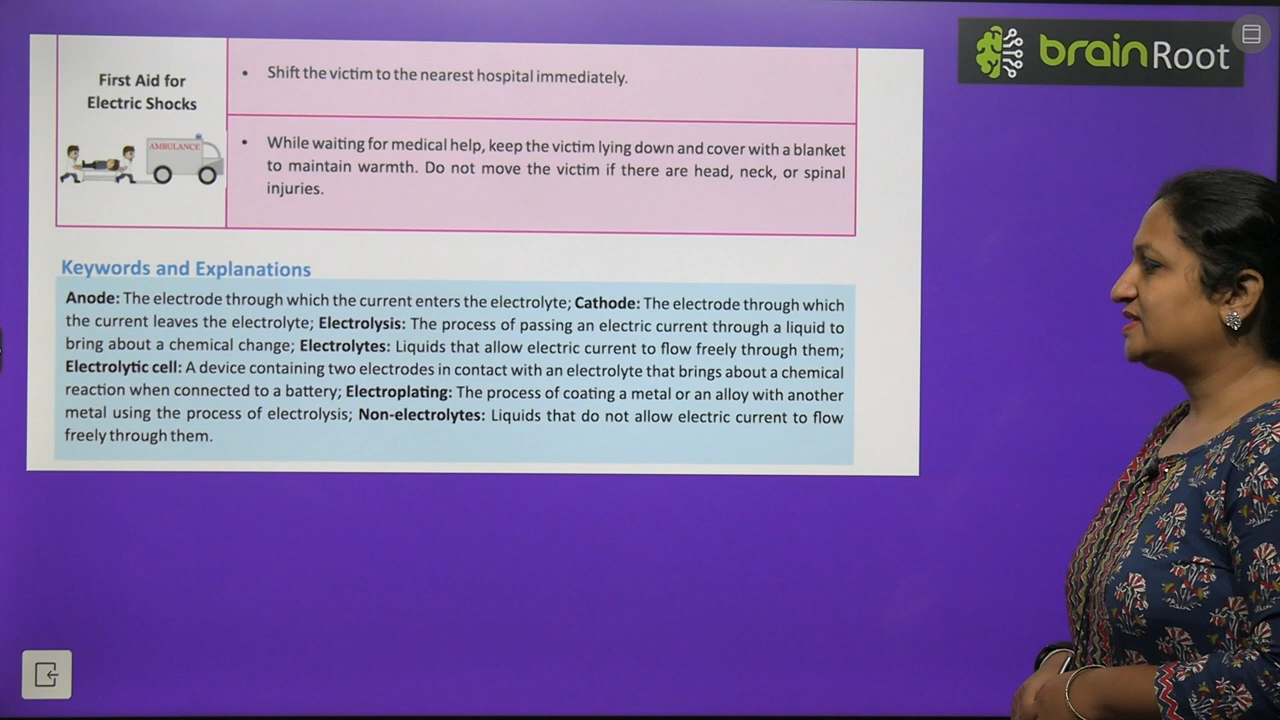 brainRoot
First Aid for
Electric Shocks
AMBULANCE
• Shift the victim to the nearest hospital immediately.
• While waiting for medical help, keep the victim lying down and cover with a blanket
to maintain warmth. Do not move the victim if there are head, neck, or spinal
injuries.
Keywords and Explanations
Anode: The electrode through which the current enters the electrolyte; Cathode: The electrode through which
the current leaves the electrolyte; Electrolysis: The process of passing an electric current through a liquid to
bring about a chemical change; Electrolytes: Liquids that allow electric current to flow freely through them;
Electrolytic cell: A device containing two electrodes in contact with an electrolyte that brings about a chemical
reaction when connected to a battery; Electroplating: The process of coating a metal or an alloy with another
metal using the process of electrolysis; Non-electrolytes: Liquids that do not allow electric current to flow
freely through them.